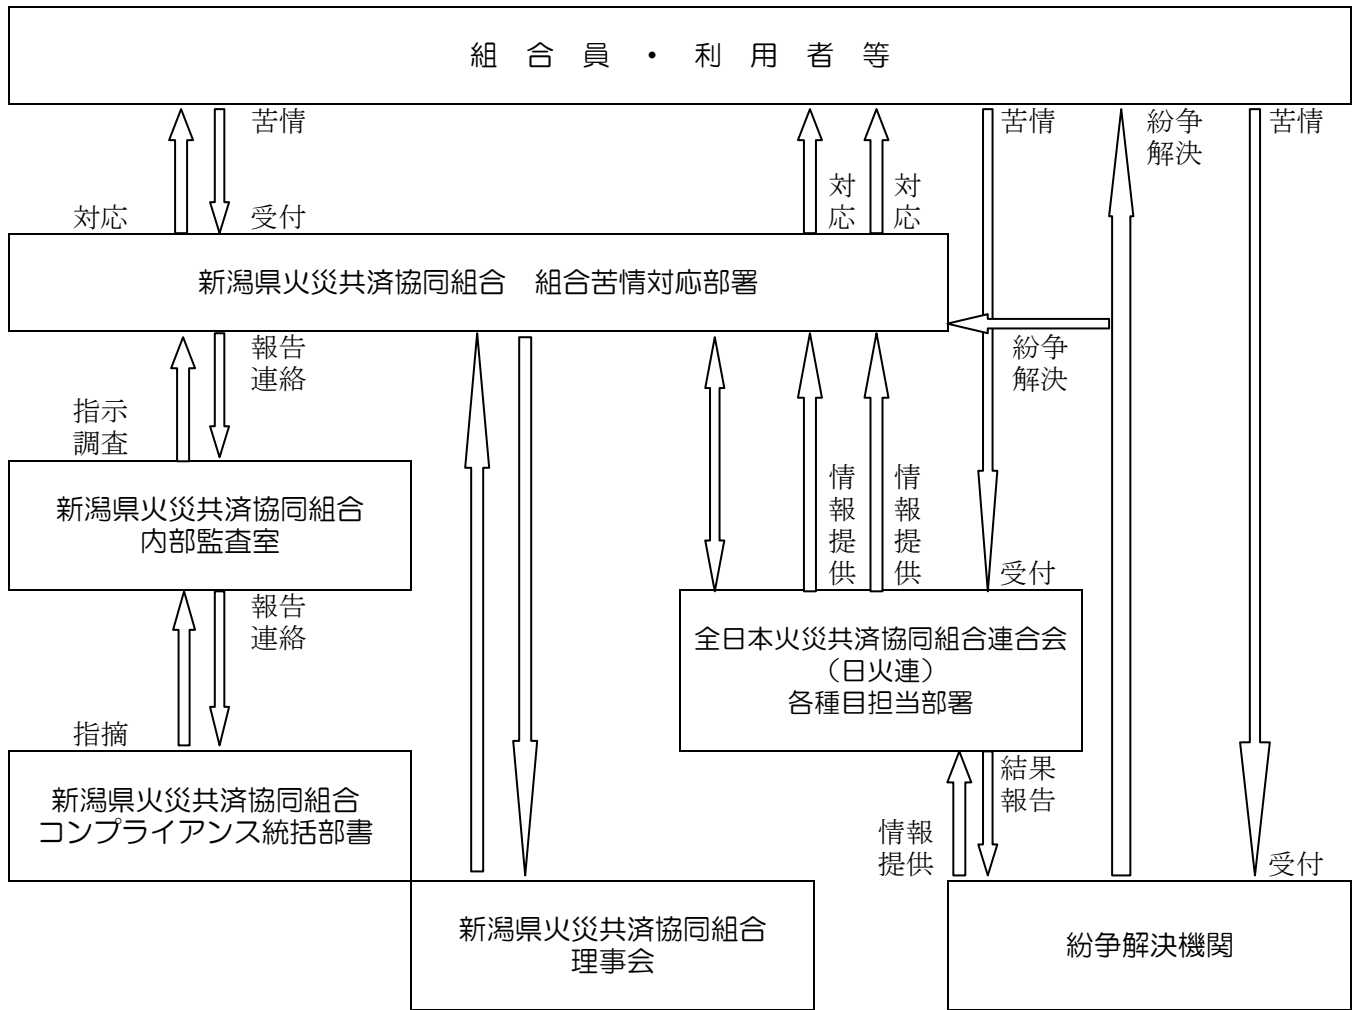 組合員・利用者等
苦情
対応
受付
対応
対応
苦情
紛争
解決
苦情
新潟県火災共済協同組合　組合苦情対応部署
報告
連絡
指示
調査
紛争
解決
新潟県火災共済協同組合
内部監査室
情報提供
情報提供
受付
報告
連絡
指摘
全日本火災共済協同組合連合会
（日火連）
各種目担当部署
新潟県火災共済協同組合
コンプライアンス統括部書
結果
報告
情報
提供
受付
新潟県火災共済協同組合
理事会
紛争解決機関